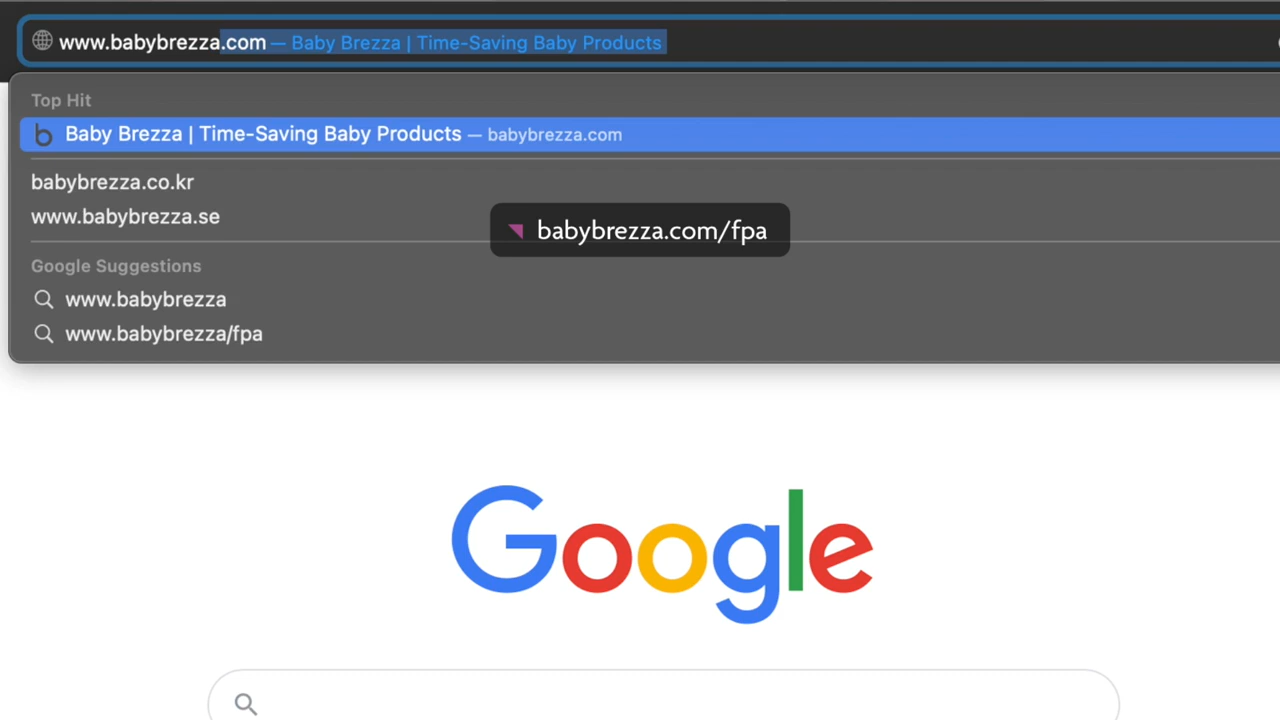 www.babybrezza.com — Baby Brezza | Time-Saving Baby Products
Top Hit
b Baby Brezza | Time-Saving Baby Products — babybrezza.com
babybrezza.co.kr
www.babybrezza.se
babybrezza.com/fpa
Google Suggestions
www.babybrezza
www.babybrezza/fpa
Google